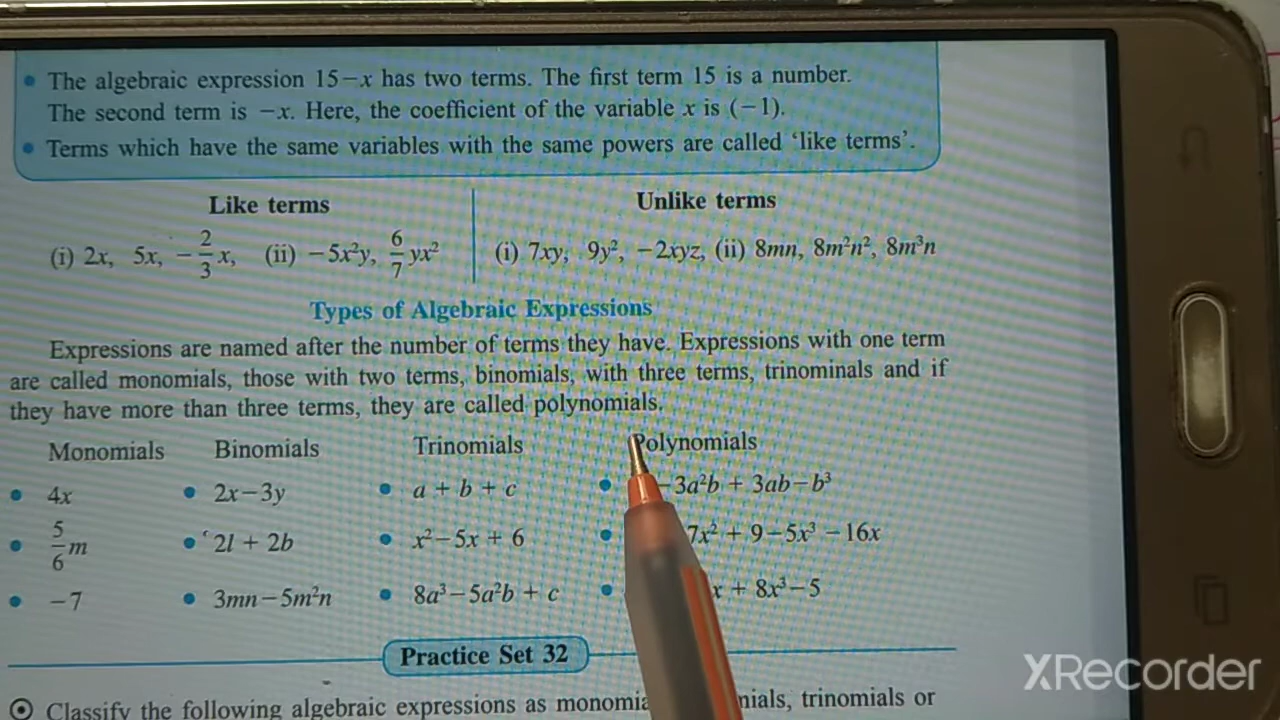 • The algebraic expression 15−x has two terms. The first term 15 is a number.
The second term is −x. Here, the coefficient of the variable x is (−1).
• Terms which have the same variables with the same powers are called ‘like terms’.
Like terms Unlike terms
(i) 2x, 5x, −2/3x, (ii) −5x²y, 6/7yx² (i) 7xy, 9y², −2xyz, (ii) 8mn, 8m²n², 8m³n
Types of Algebraic Expressions
Expressions are named after the number of terms they have. Expressions with one term
are called monomials, those with two terms, binomials, with three terms, trinominals and if
they have more than three terms, they are called polynomials.
Monomials Binomials Trinomials Polynomials
• 4x • 2x−3y • a + b + c • −3a²b + 3ab−b³
• 5/6m • 2l + 2b • x²−5x + 6 • 7x² + 9−5x³ −16x
• −7 • 3mn−5m²n • 8a³−5a²b + c • x + 8x³−5
Practice Set 32
Classify the following algebraic expressions as trinomials or
XRecorder